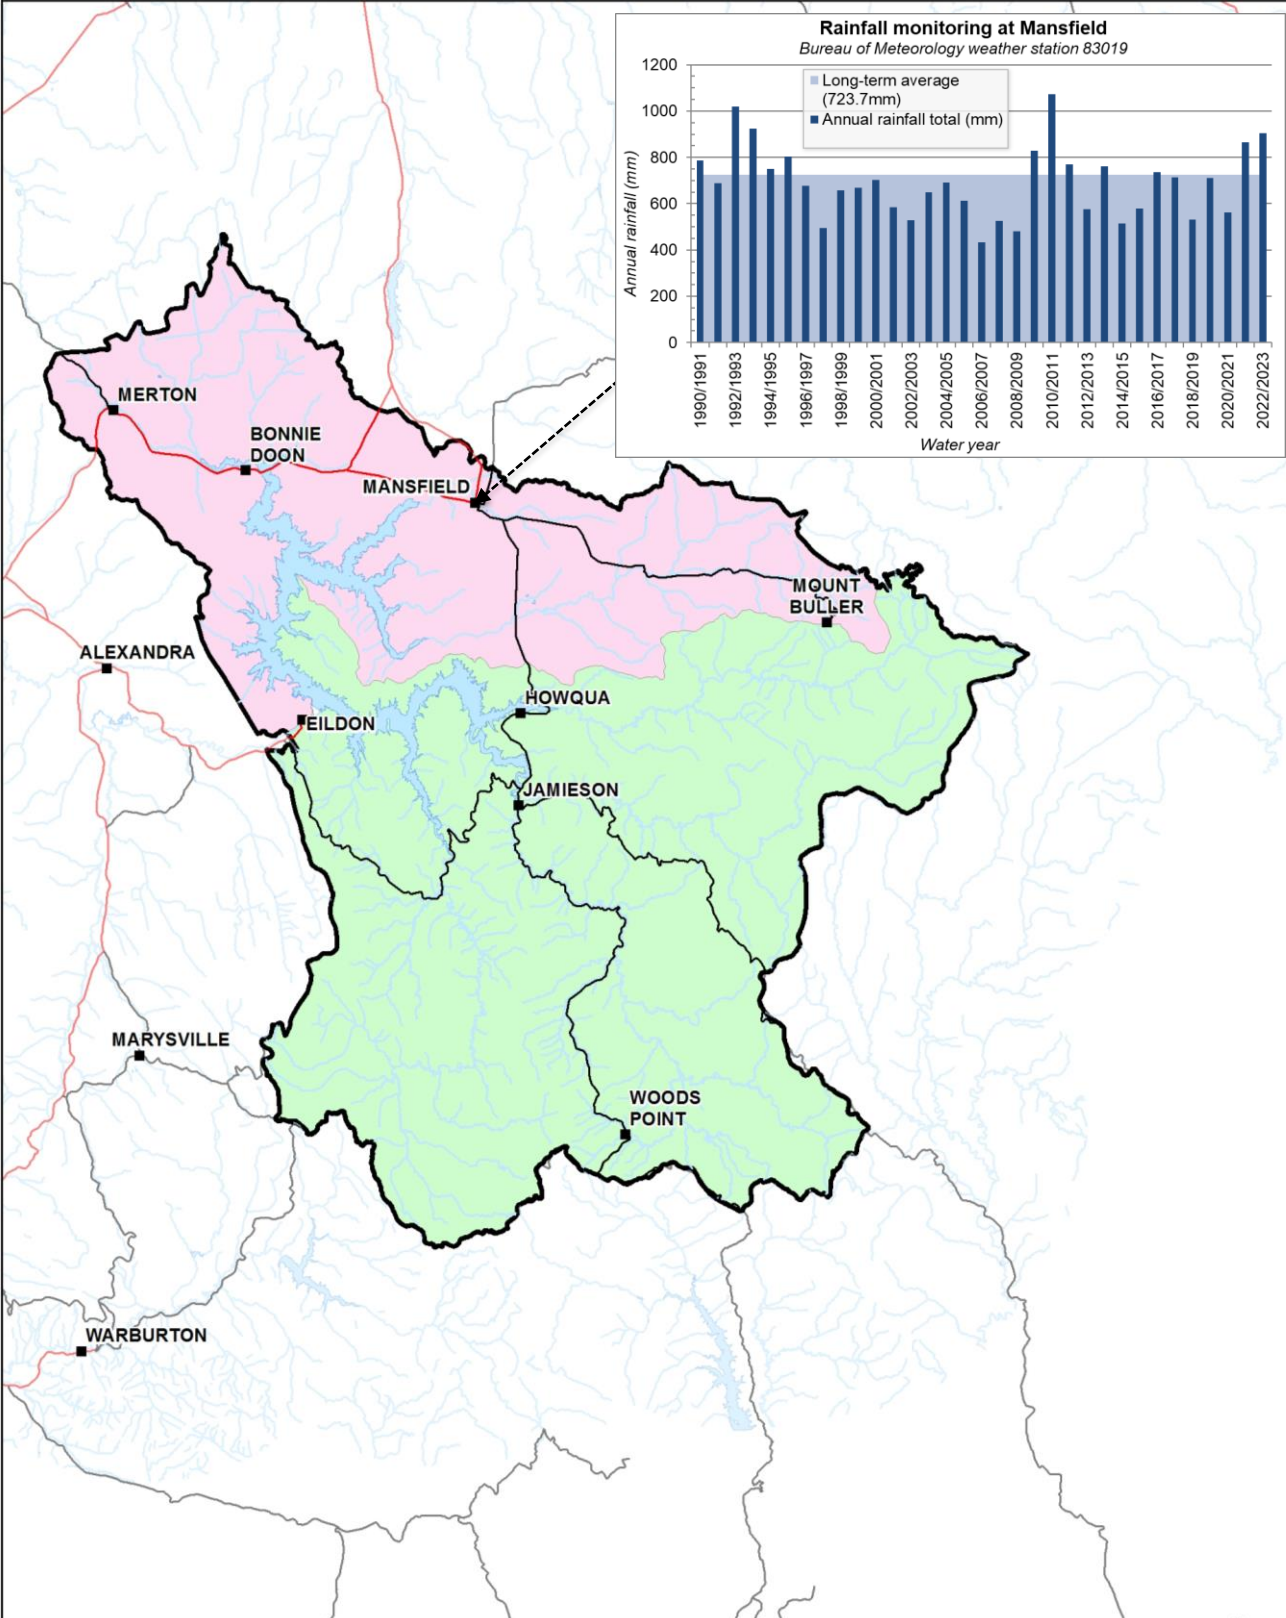 Rainfall monitoring at Mansfield
Bureau of Meteorology weather station 83019
1200
1000
800
600
400
200
0
Annual rainfall (mm)
Long-term average
(723.7mm)
Annual rainfall total (mm)
1990/1991
1992/1993
1994/1995
1996/1997
1998/1999
2000/2001
2002/2003
2004/2005
2006/2007
2008/2009
2010/2011
2012/2013
2014/2015
2016/2017
2018/2019
2020/2021
2022/2023
Water year
MERTON
BONNIE
DOON
MANSFIELD
MOUNT
BULLER
ALEXANDRA
HOWQUA
EILDON
JAMIESON
MARYSVILLE
WOODS
POINT
WARBURTON